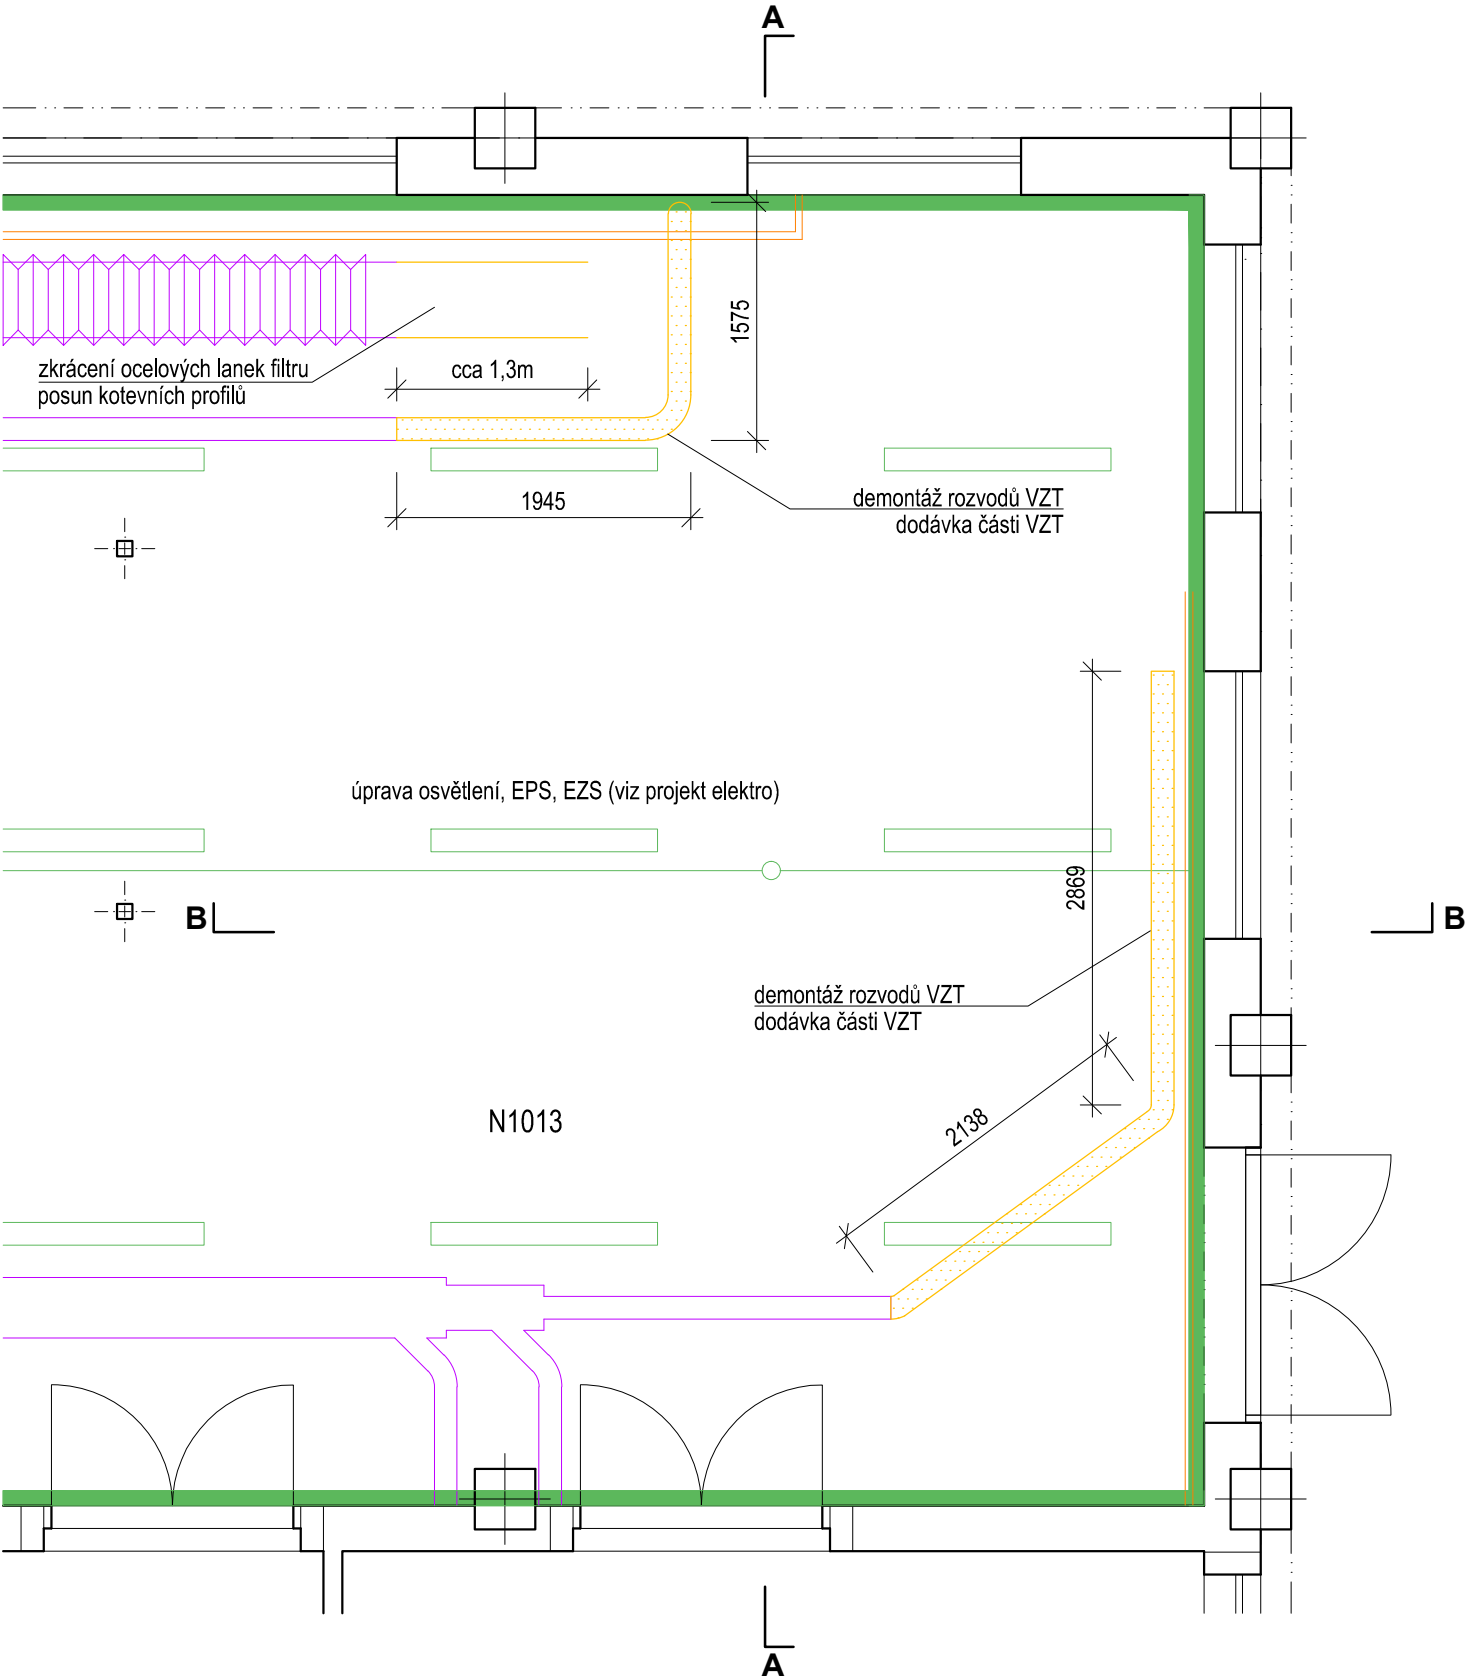 A
1575
zkrácení ocelových lanek filtru
posun kotevních profilů
cca 1,3m
1945
demontáž rozvodů VZT
dodávka části VZT
úprava osvětlení, EPS, EZS (viz projekt elektro)
2869
B
B
demontáž rozvodů VZT
dodávka části VZT
2138
N1013
A